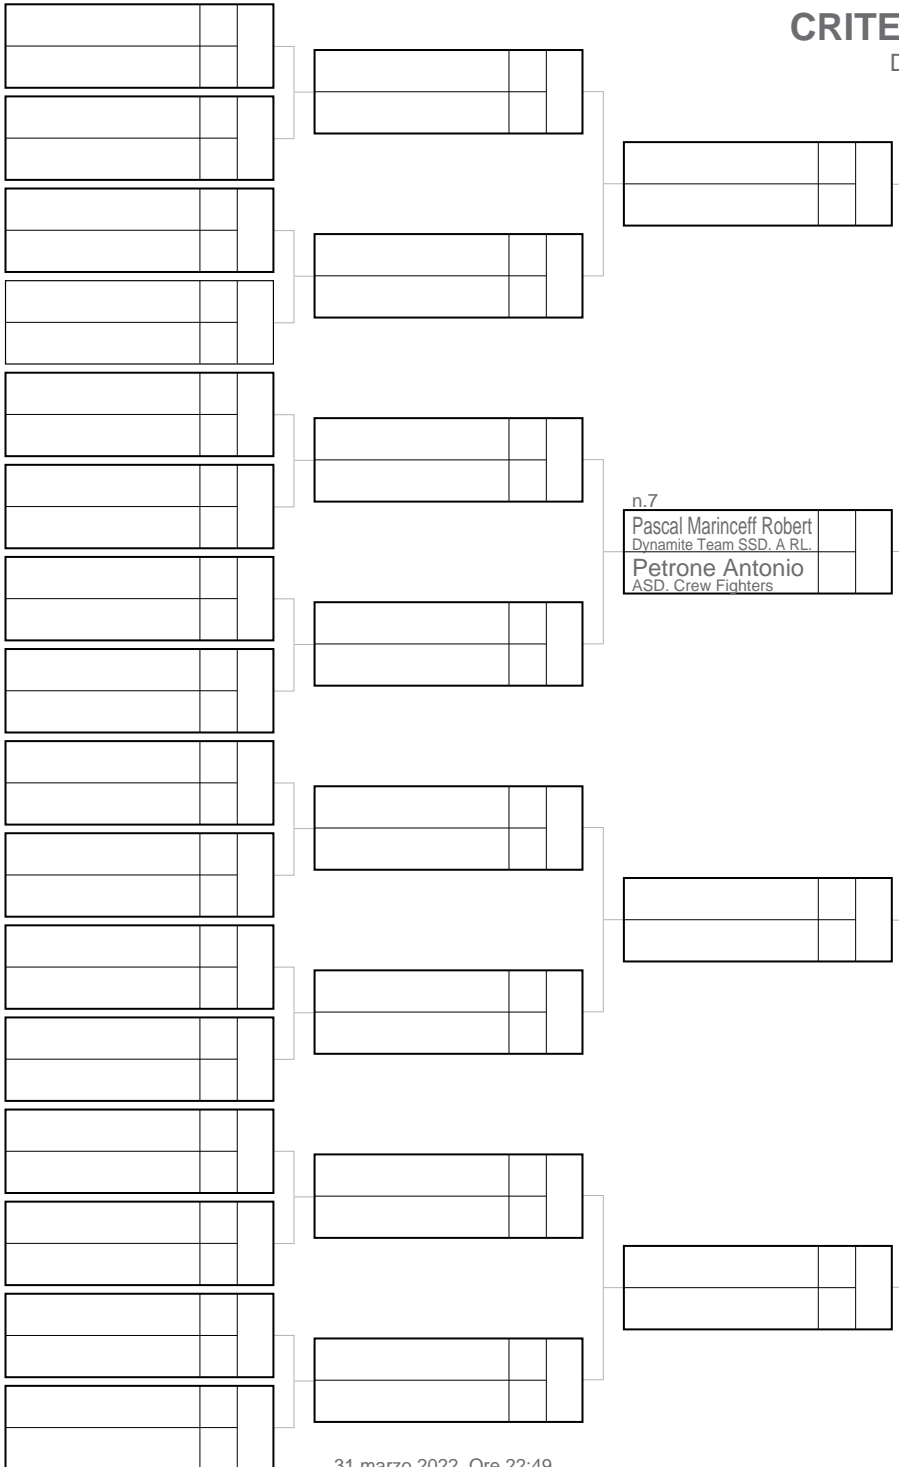 CRITE
n.7
Pascal Marinceff Robert
Dynamite Team SSD. A RL.
Petrone Antonio
ASD. Crew Fighters
31 marzo 2022 Ore 22:49